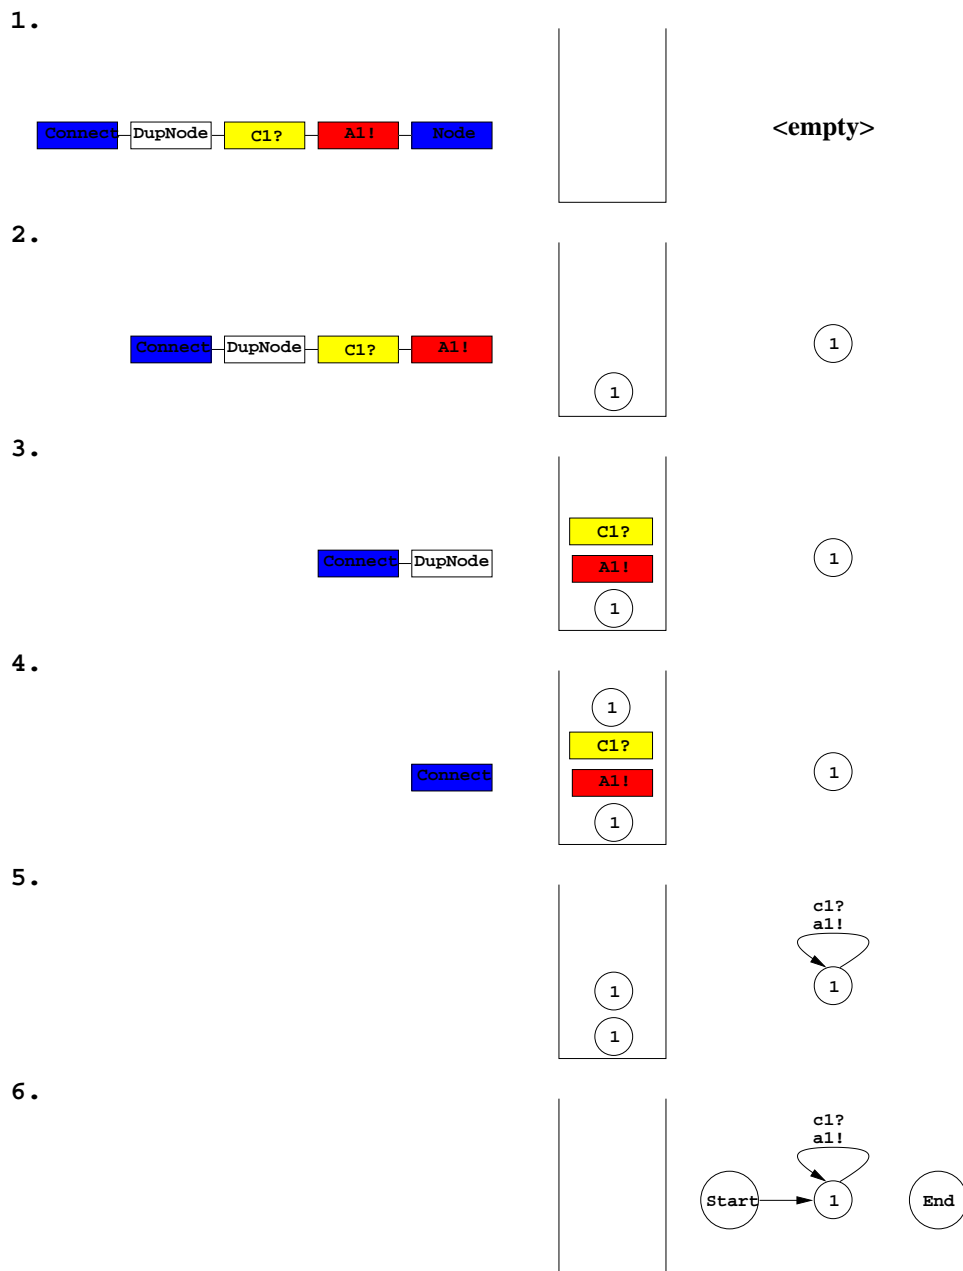 1.
Connect DupNode C1? A1! Node <empty>
2.
Connect DupNode C1? A1! 1 1
3.
C1?
Connect DupNode A1! 1
1
4.
1
C1?
Connect A1! 1
1
5.
c1?
a1!
1 1
1
6.
c1?
a1!
Start 1 End